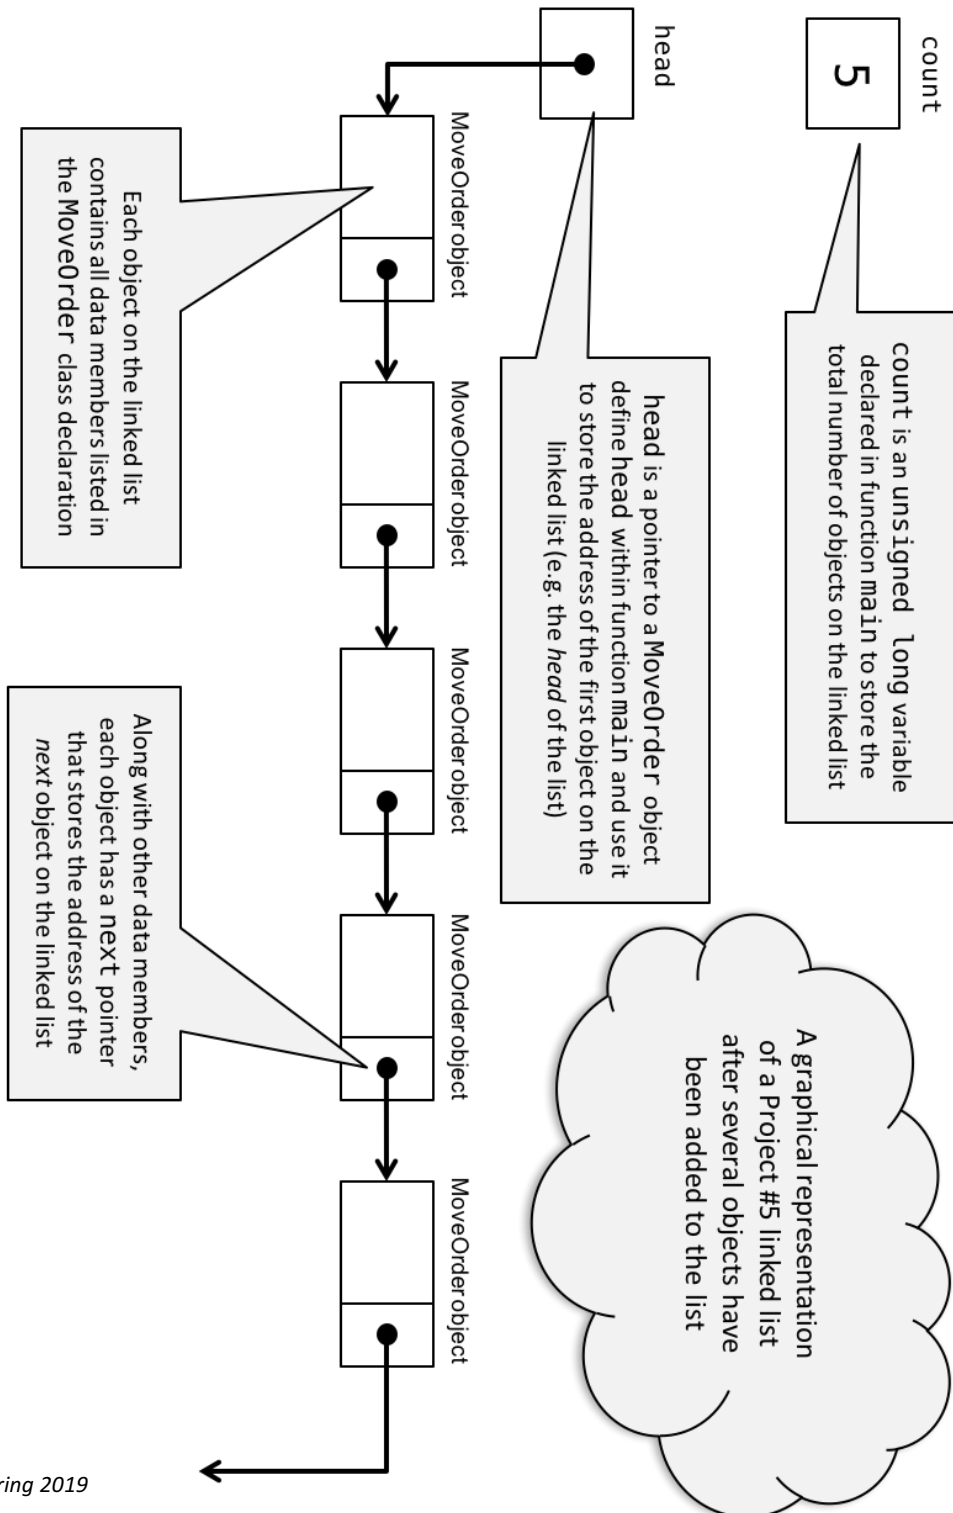 count
5
count is an unsigned long variable
declared in function main to store the
total number of objects on the linked list
head
head is a pointer to a MoveOrder object
define head within function main and use it
to store the address of the first object on the
linked list (e.g. the head of the list)
A graphical representation
of a Project #5 linked list
after several objects have
been added to the list
MoveOrder object
MoveOrder object
MoveOrder object
MoveOrder object
MoveOrder object
Each object on the linked list
contains all data members listed in
the MoveOrder class declaration
Along with other data members,
each object has a next pointer
that stores the address of the
next object on the linked list
2019